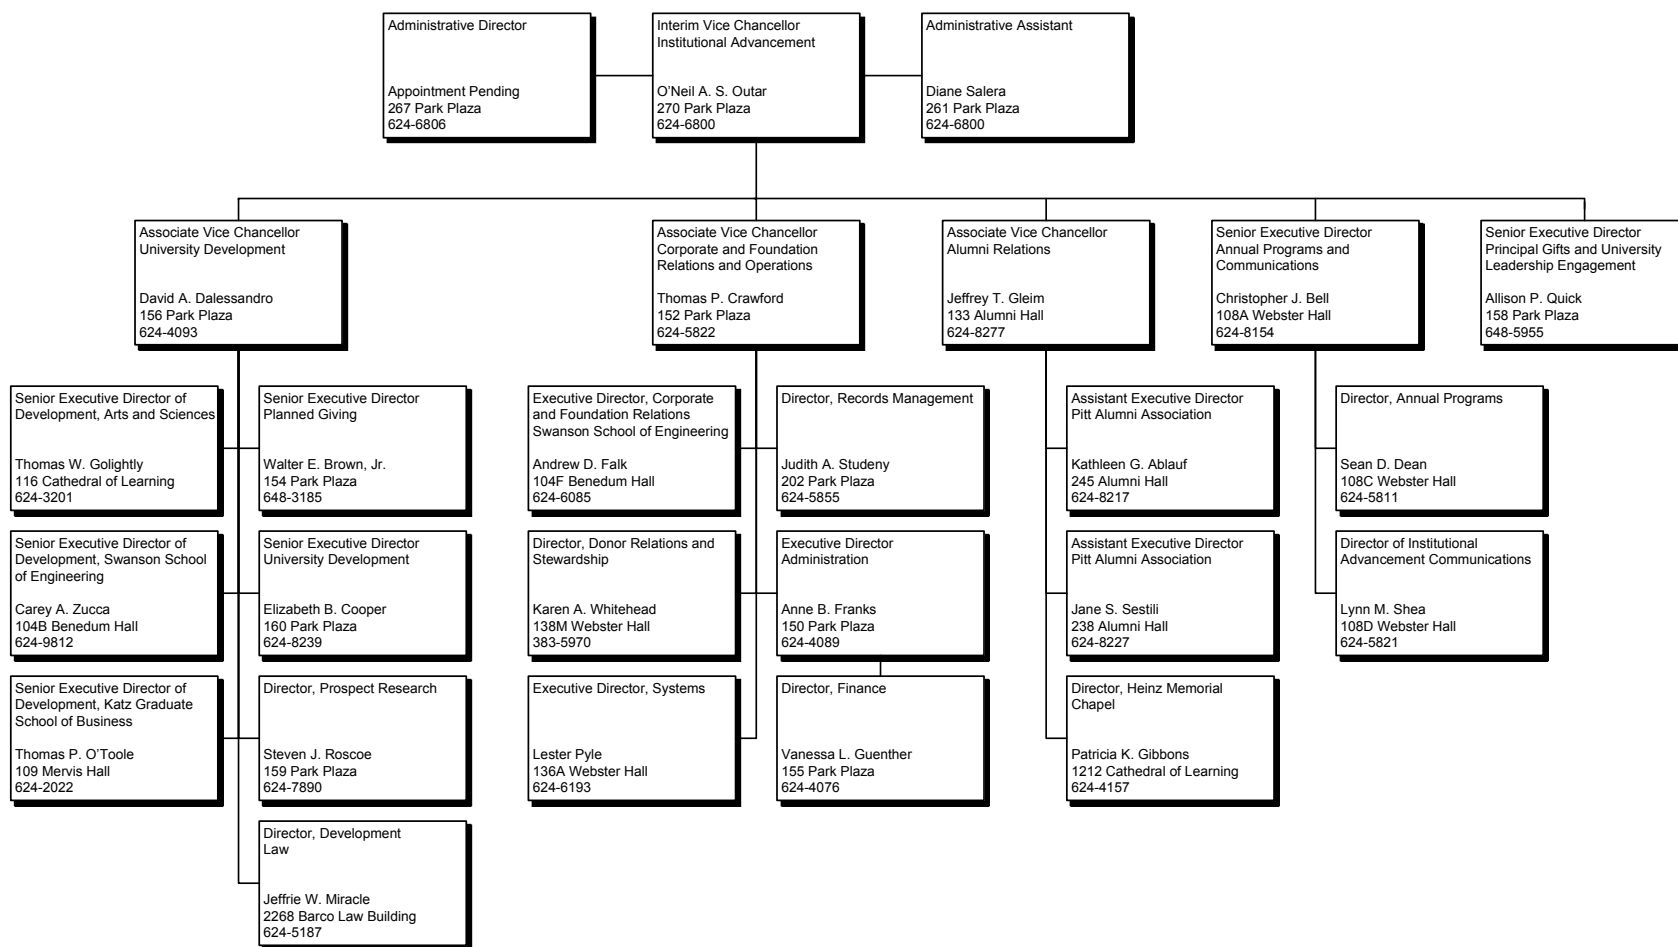 Administrative Director
Appointment Pending
267 Park Plaza
624-6806
Interim Vice Chancellor
Institutional Advancement
O'Neil A. S. Outar
270 Park Plaza
624-6800
Administrative Assistant
Diane Salera
261 Park Plaza
624-6800
Associate Vice Chancellor
University Development
David A. Dalessandro
156 Park Plaza
624-4093
Associate Vice Chancellor
Corporate and Foundation
Relations and Operations
Thomas P. Crawford
152 Park Plaza
624-5822
Associate Vice Chancellor
Alumni Relations
Jeffrey T. Gleim
133 Alumni Hall
624-8277
Senior Executive Director
Annual Programs and
Communications
Christopher J. Bell
108A Webster Hall
624-8154
Senior Executive Director
Principal Gifts and University
Leadership Engagement
Allison P. Quick
158 Park Plaza
648-5955
Senior Executive Director of
Development, Arts and Sciences
Thomas W. Golightly
116 Cathedral of Learning
624-3201
Senior Executive Director
Planned Giving
Walter E. Brown, Jr.
154 Park Plaza
648-3185
Executive Director, Corporate
and Foundation Relations
Swanson School of Engineering
Andrew D. Falk
104F Benedum Hall
624-6085
Director, Records Management
Judith A. Studeny
202 Park Plaza
624-5855
Assistant Executive Director
Pitt Alumni Association
Kathleen G. Ablauf
245 Alumni Hall
624-8217
Director, Annual Programs
Sean D. Dean
108C Webster Hall
624-5811
Senior Executive Director of
Development, Swanson School
of Engineering
Carey A. Zucca
104B Benedum Hall
624-9812
Senior Executive Director
University Development
Elizabeth B. Cooper
160 Park Plaza
624-8239
Director, Donor Relations and
Stewardship
Karen A. Whitehead
138M Webster Hall
383-5970
Executive Director
Administration
Anne B. Franks
150 Park Plaza
624-4089
Assistant Executive Director
Pitt Alumni Association
Jane S. Sestili
238 Alumni Hall
624-8227
Director of Institutional
Advancement Communications
Lynn M. Shea
108D Webster Hall
624-5821
Senior Executive Director of
Development, Katz Graduate
School of Business
Thomas P. O'Toole
109 Mervis Hall
624-2022
Director, Prospect Research
Steven J. Roscoe
159 Park Plaza
624-7890
Executive Director, Systems
Lester Pyle
136A Webster Hall
624-6193
Director, Finance
Vanessa L. Guenther
155 Park Plaza
624-4076
Director, Heinz Memorial
Chapel
Patricia K. Gibbons
1212 Cathedral of Learning
624-4157
Director, Development
Law
Jeffrie W. Miracle
2268 Barco Law Building
624-5187